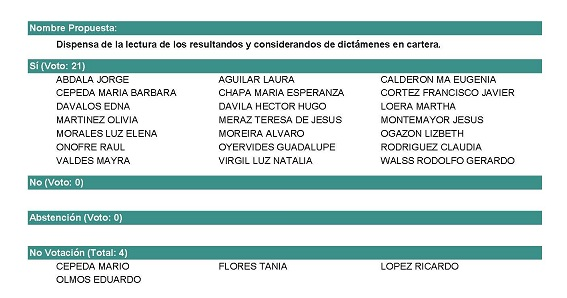 Nombre Propuesta:
Dispensa de la lectura de los resultandos y considerandos de dictámenes en cartera.
Sí (Voto: 21)
ABDALA JORGE AGUILAR LAURA CALDERON MA EUGENIA
CEPEDA MARIA BARBARA CHAPA MARIA ESPERANZA CORTEZ FRANCISCO JAVIER
DAVALOS EDNA DAVILA HECTOR HUGO LOERA MARTHA
MARTINEZ OLIVIA MERAZ TERESA DE JESUS MONTEMAYOR JESUS
MORALES LUZ ELENA MOREIRA ALVARO OGAZON LIZBETH
ONOFRE RAUL OYERVIDES GUADALUPE RODRIGUEZ CLAUDIA
VALDES MAYRA VIRGIL LUZ NATALIA WALSS RODOLFO GERARDO
No (Voto: 0)
Abstención (Voto: 0)
No Votación (Total: 4)
CEPEDA MARIO FLORES TANIA LOPEZ RICARDO
OLMOS EDUARDO